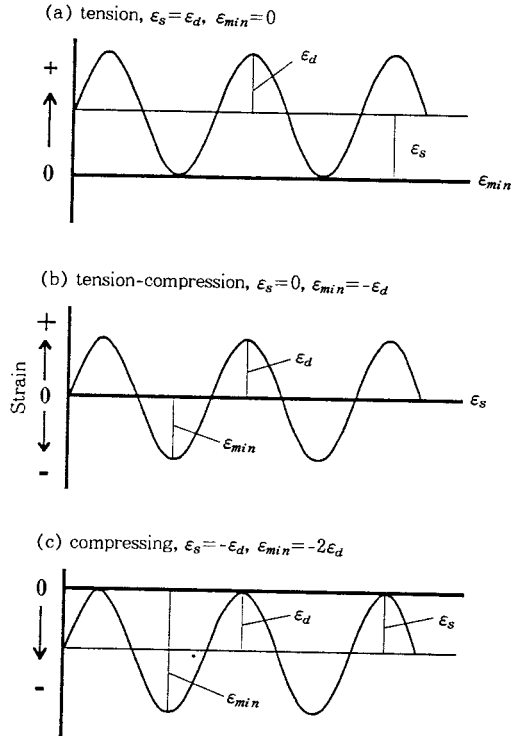 (a) tension, εs=εd, εmin=0
+
εd
εs
0
εmin
(b) tension-compression, εs=0, εmin=-εd
+
εd
Strain
0
εs
εmin
-
(c) compressing, εs=-εd, εmin=-2εd
0
εd
εs
-
εmin